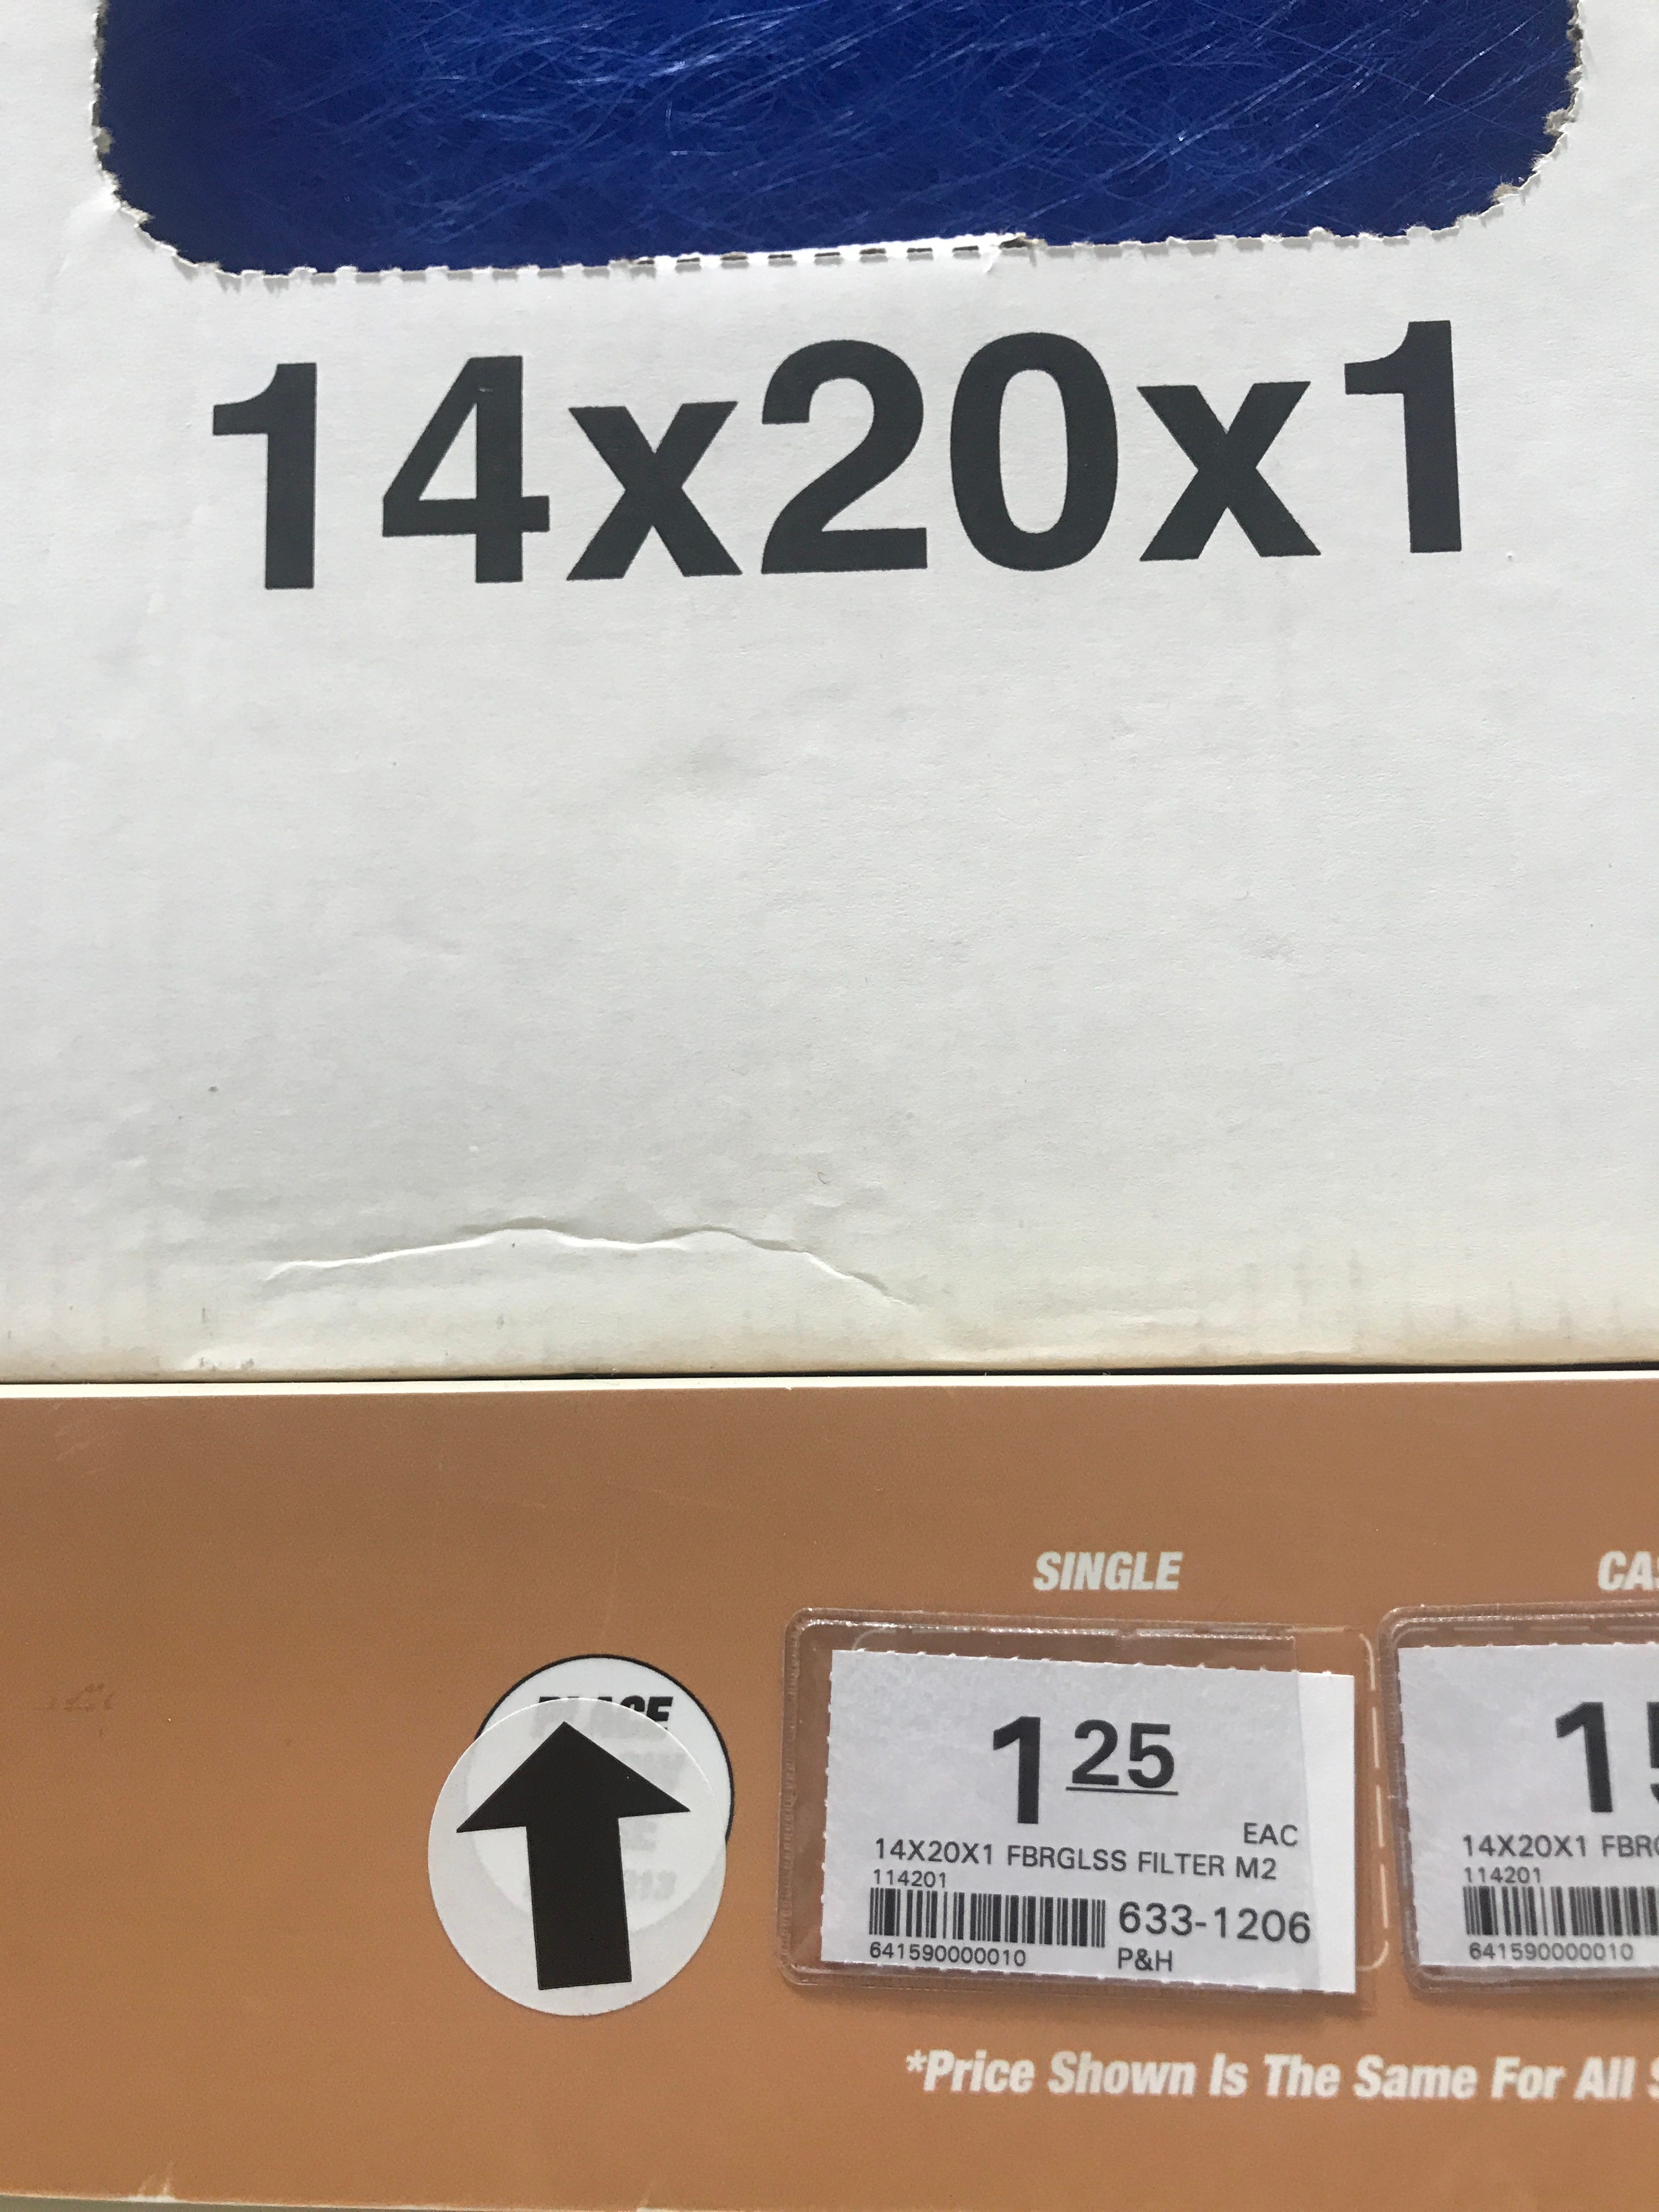 14x20x1
SINGLE
PLACE
1 25
EAC
14X20X1 FBRGLSS FILTER M2
114201
633-1206
641590000010
P&H
14X20X1
114201
641590000010
*Price Shown Is The Same For All